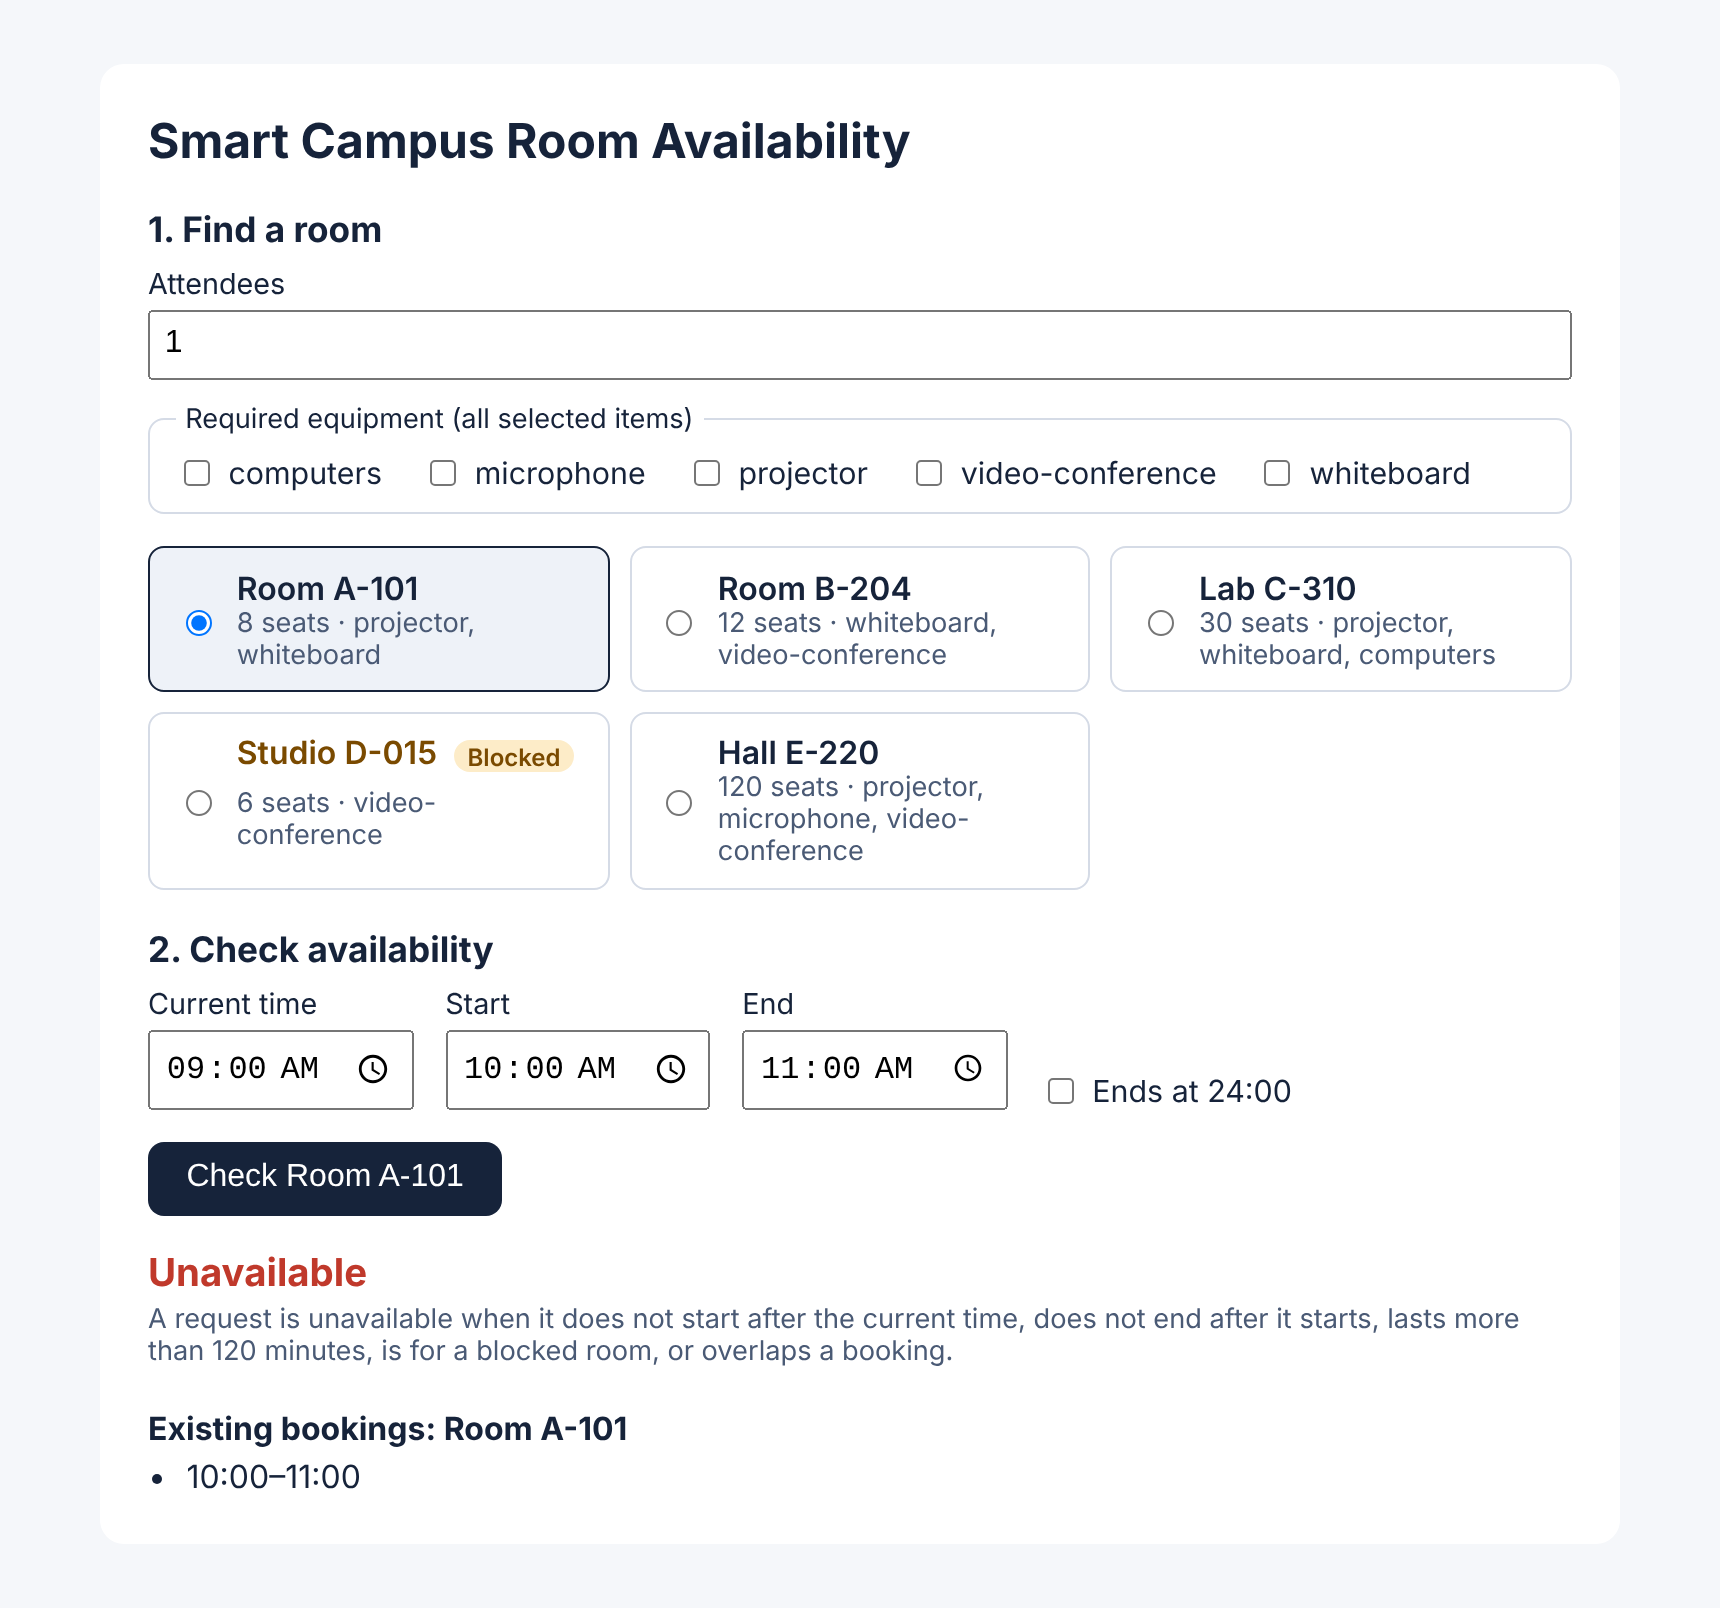 Smart Campus Room Availability
1. Find a room
Attendees
1
Required equipment (all selected items)
computers microphone projector video-conference whiteboard
Room A-101
8 seats · projector,
whiteboard
Room B-204
12 seats · whiteboard,
video-conference
Lab C-310
30 seats · projector,
whiteboard, computers
Studio D-015 Blocked
6 seats · video-
conference
Hall E-220
120 seats · projector,
microphone, video-
conference
2. Check availability
Current time Start End
09:00 AM 10:00 AM 11:00 AM Ends at 24:00
Check Room A-101
Unavailable
A request is unavailable when it does not start after the current time, does not end after it starts, lasts more
than 120 minutes, is for a blocked room, or overlaps a booking.
Existing bookings: Room A-101
• 10:00–11:00